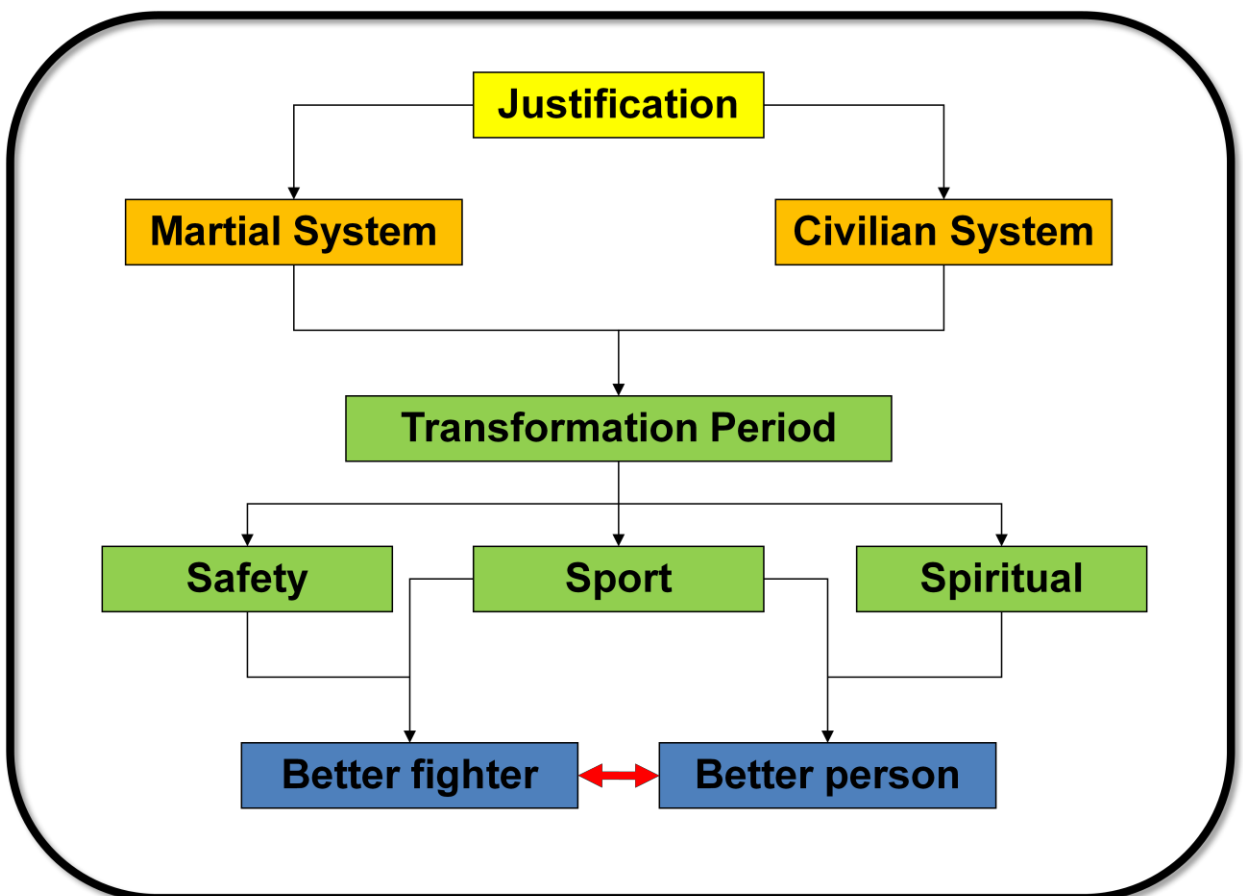 Justification
Martial System
Civilian System
Transformation Period
Safety
Sport
Spiritual
Better fighter
Better person